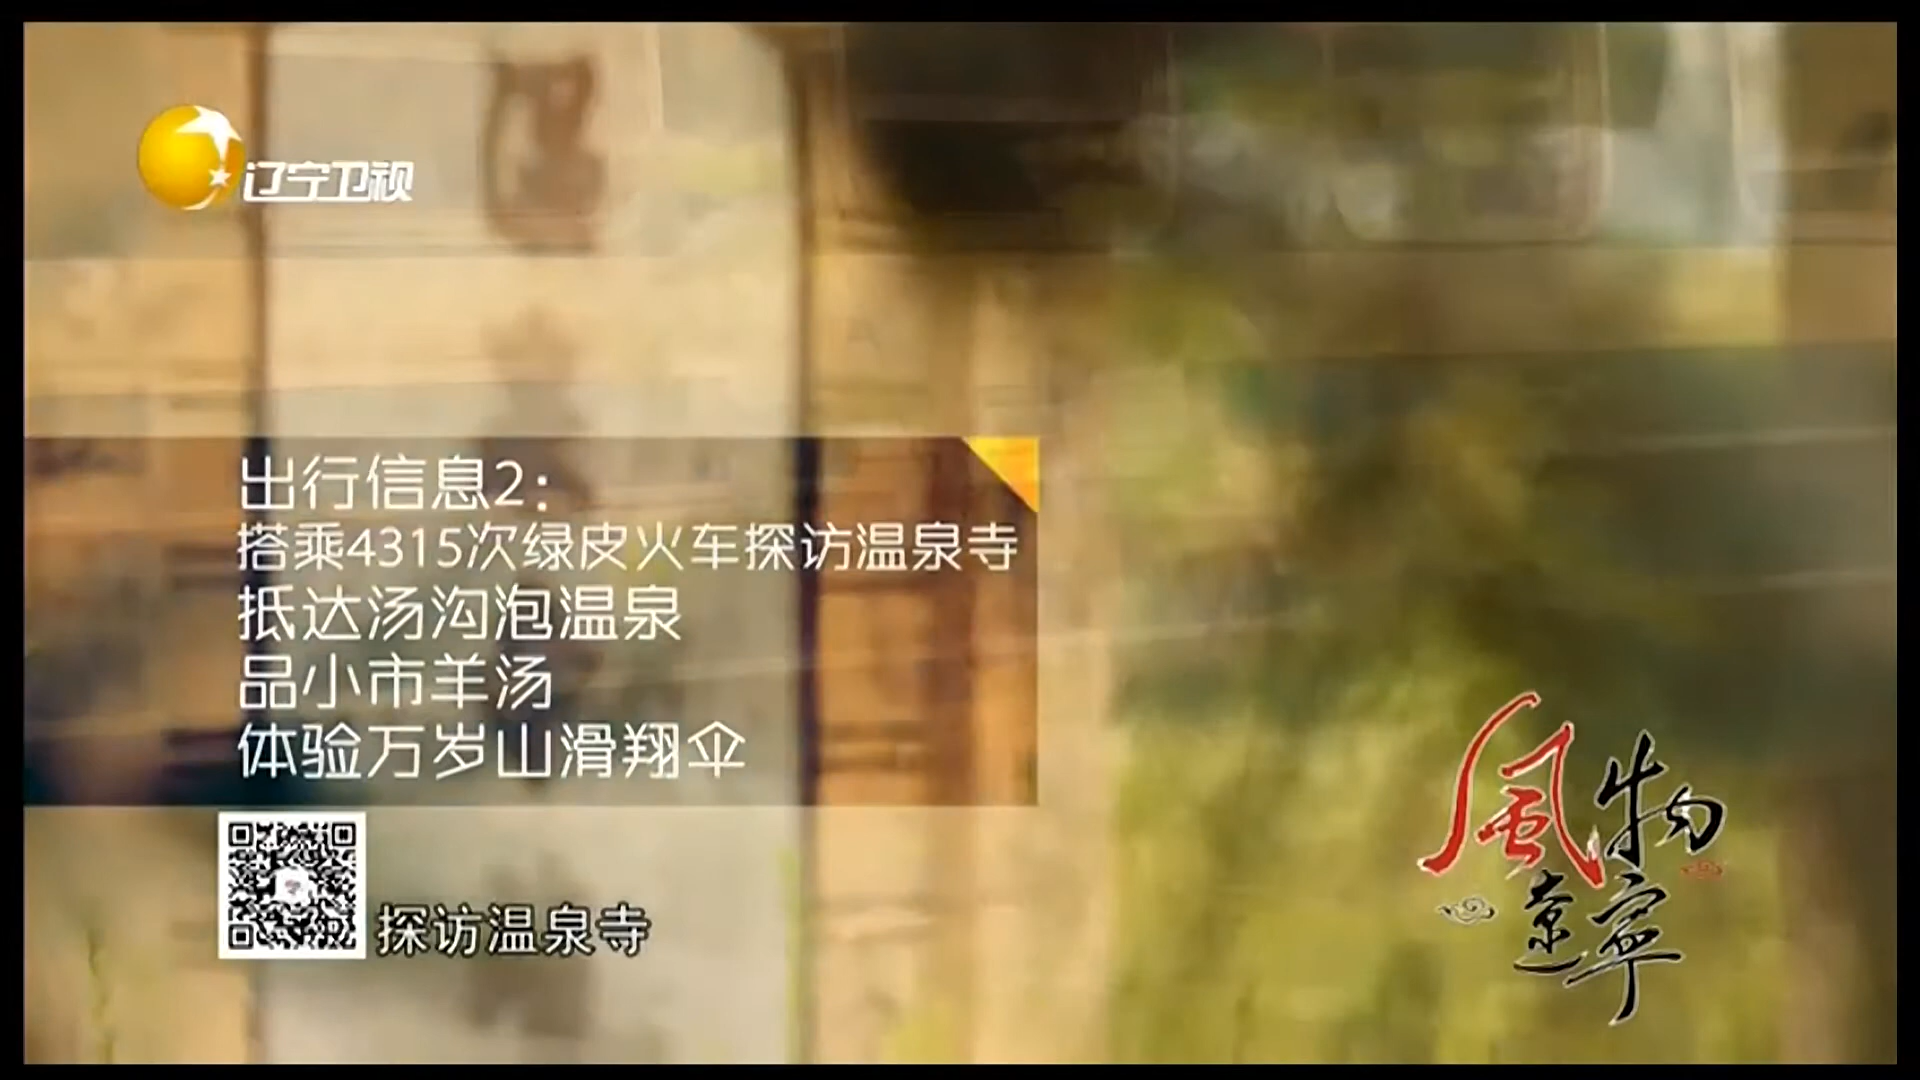 辽宁卫视
出行信息2：
搭乘4315次绿皮火车探访温泉寺
抵达汤沟泡温泉
品小市羊汤
体验万岁山滑翔伞
探访温泉寺
風物
遼寧